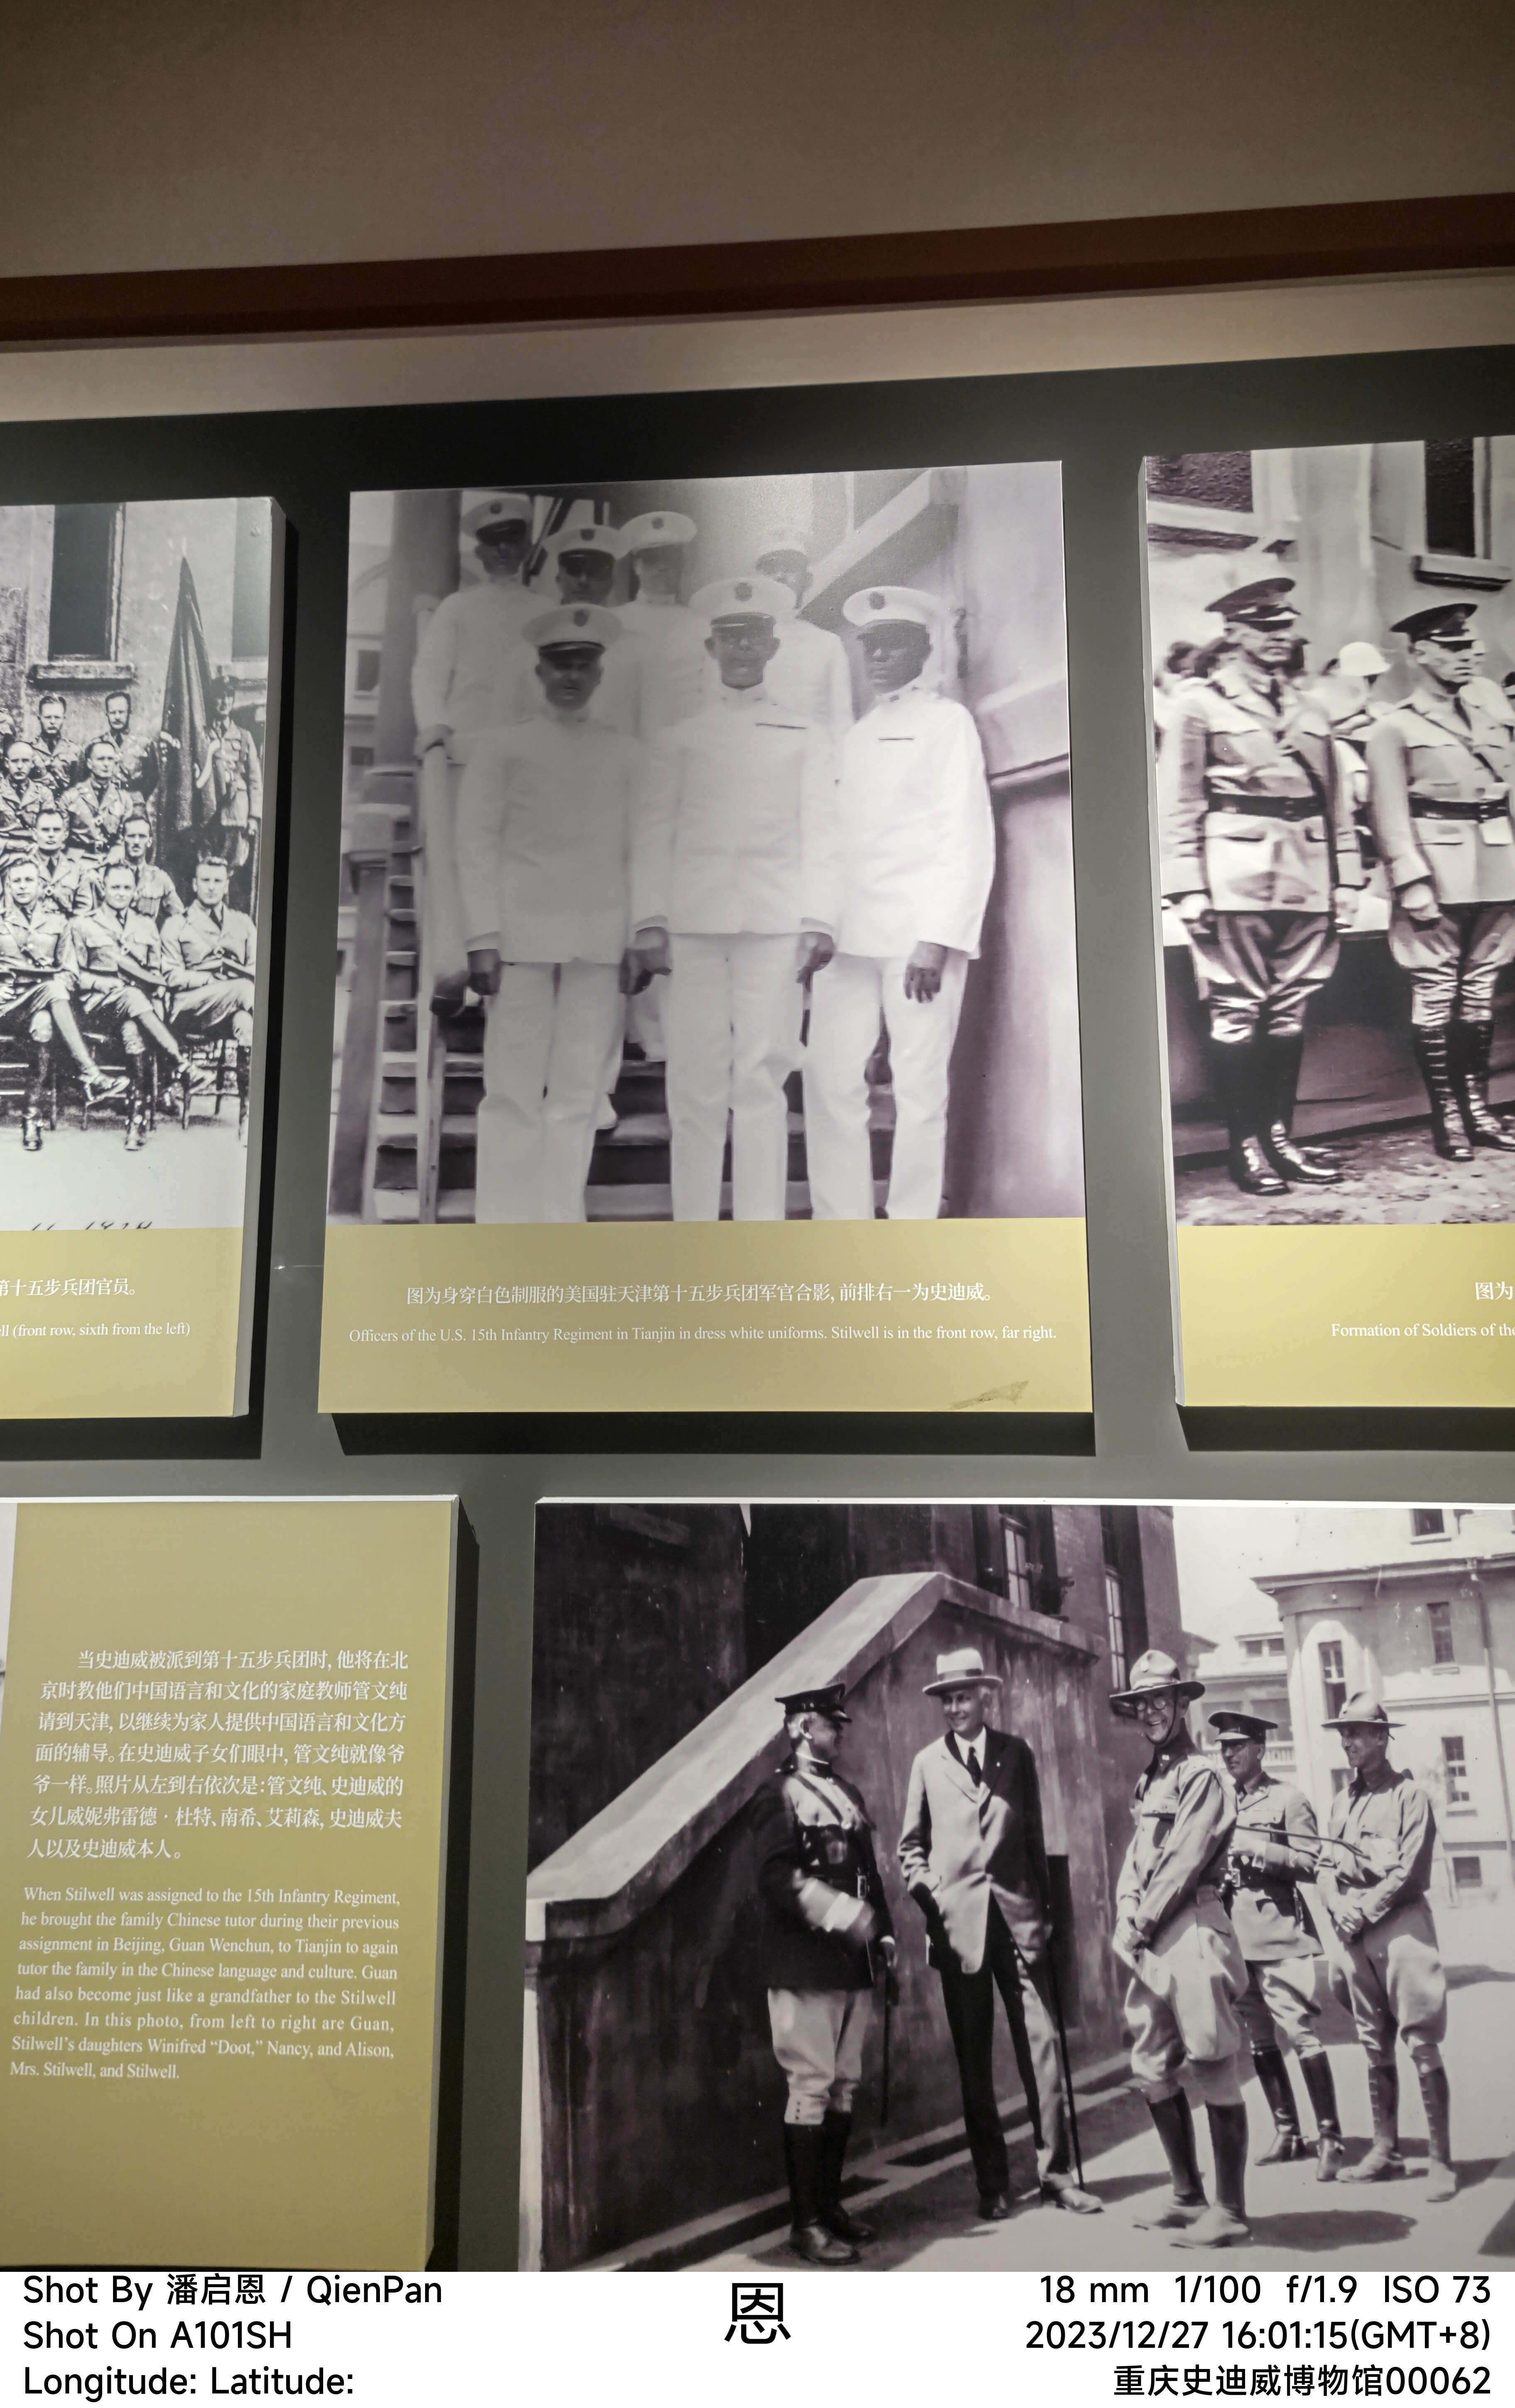 第十五步兵团官员。
(front row, sixth from the left)
图为身穿白色制服的美国驻天津第十五步兵团军官合影,前排右一为史迪威。
Officers of the U.S. 15th Infantry Regiment in Tianjin in dress white uniforms. Stilwell is in the front row, far right.
图为
Formation of Soldiers of the
当史迪威被派到第十五步兵团时,他将在北
京时教他们中国语言和文化的家庭教师管文纯
请到天津,以继续为家人提供中国语言和文化方
面的辅导。在史迪威子女们眼中,管文纯就像爷
爷一样。照片从左到右依次是:管文纯、史迪威的
女儿威妮弗雷德·杜特、南希、艾莉森,史迪威夫
人以及史迪威本人。
When Stilwell was assigned to the 15th Infantry Regiment,
he brought the family Chinese tutor during their previous
assignment in Beijing, Guan Wenchun, to Tianjin to again
tutor the family in the Chinese language and culture. Guan
had also become just like a grandfather to the Stilwell
children. In this photo, from left to right are Guan,
Stilwell's daughters Winifred “Doot,” Nancy, and Alison,
Mrs. Stilwell, and Stilwell.
Shot By 潘启恩 / QienPan
Shot On A101SH
Longitude: Latitude:
恩
18 mm 1/100 f/1.9 ISO 73
2023/12/27 16:01:15(GMT+8)
重庆史迪威博物馆00062